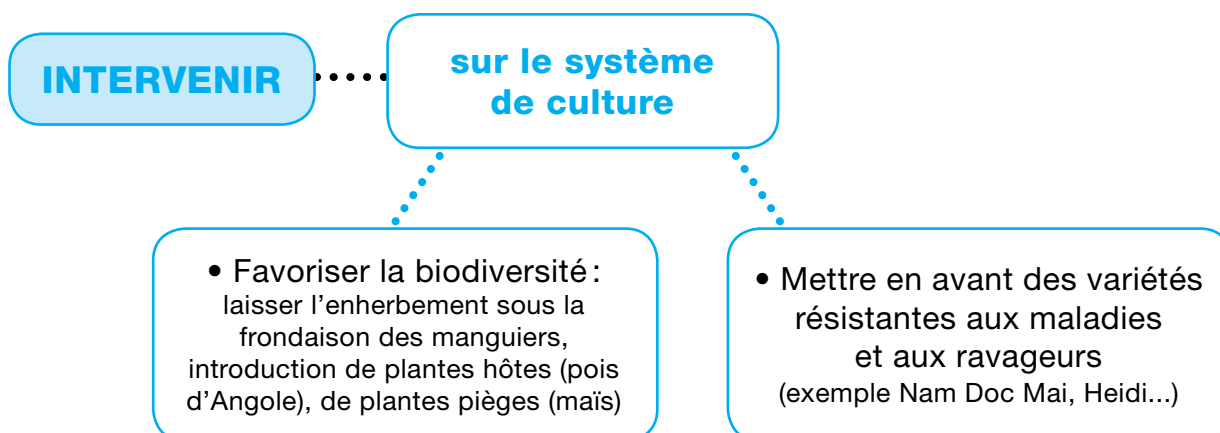 INTERVENIR
sur le système
de culture
• Favoriser la biodiversité :
laisser l’enherbement sous la
frondaison des manguiers,
introduction de plantes hôtes (pois
d’Angole), de plantes pièges (maïs)
• Mettre en avant des variétés
résistantes aux maladies
et aux ravageurs
(exemple Nam Doc Mai, Heidi...)